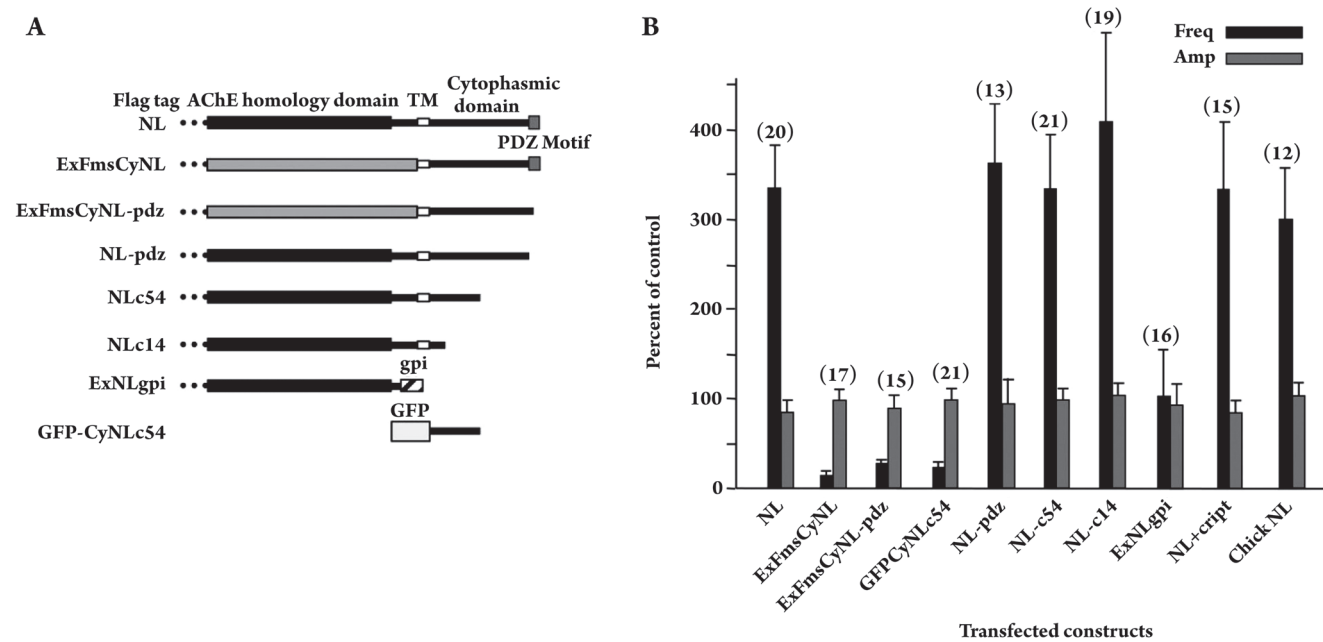 A
Flag tag AChE homology domain TM Cytophasmic
domain
NL
PDZ Motif
ExFmsCyNL
ExFmsCyNL-pdz
NL-pdz
NLc54
NLc14
gpi
ExNLgpi
GFP
GFP-CyNLc54
B
Freq
Amp
Percent of control
400
300
200
100
0
(20)
(17)
(15)
(21)
(13)
(21)
(19)
(16)
(15)
(12)
NL
ExFmsCyNL
ExFmsCyNL-pdz
GFPCyNLc54
NL-pdz
NL-c54
NL-c14
ExNLgpi
NL+cript
Chick NL
Transfected constructs